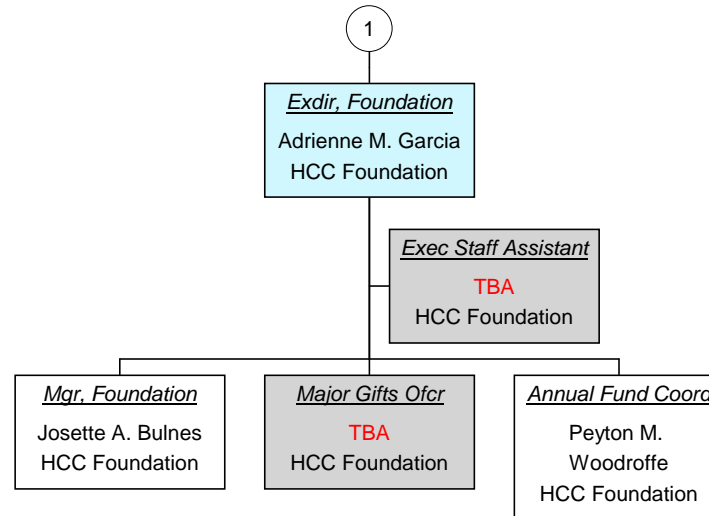 1
Exdir, Foundation
Adrienne M. Garcia
HCC Foundation
Exec Staff Assistant
TBA
HCC Foundation
Mgr, Foundation
Josette A. Bulnes
HCC Foundation
Major Gifts Ofcr
TBA
HCC Foundation
Annual Fund Coord
Peyton M.
Woodroffe
HCC Foundation